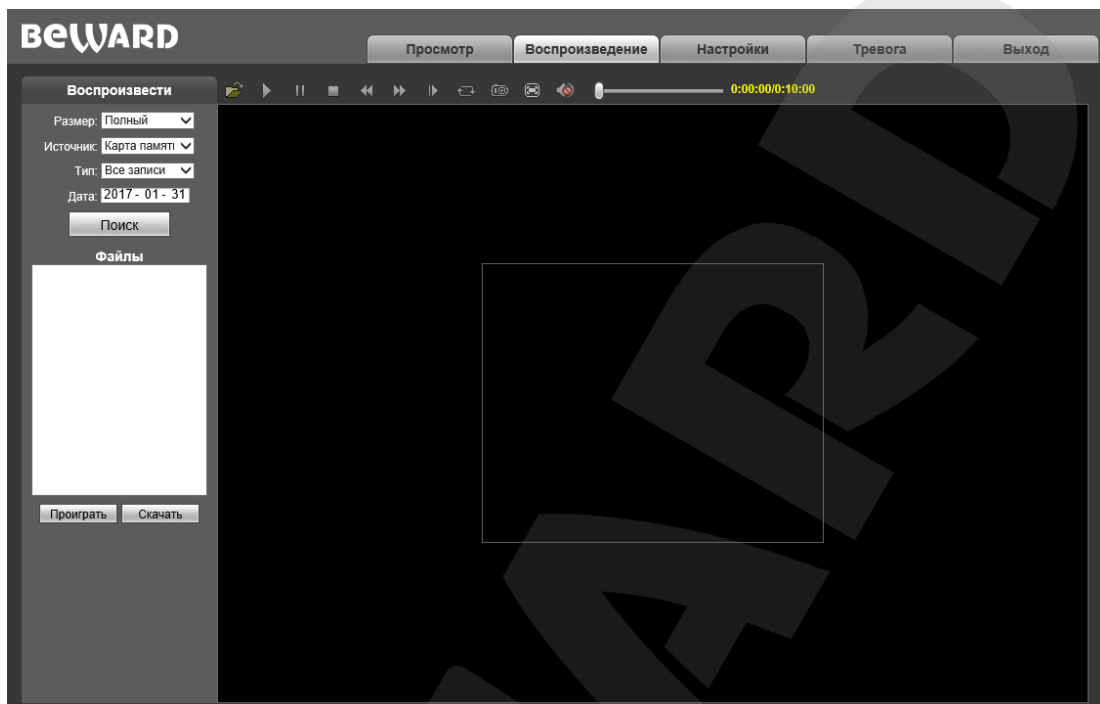 BeWARD
Просмотр Воспроизведение Настройки Тревога Выход
Воспроизвести
0:00:00/0:10:00
Размер: Полный
Источник: Карта памяти
Тип: Все записи
Дата: 2017 - 01 - 31
Поиск
Файлы
Проиграть Скачать